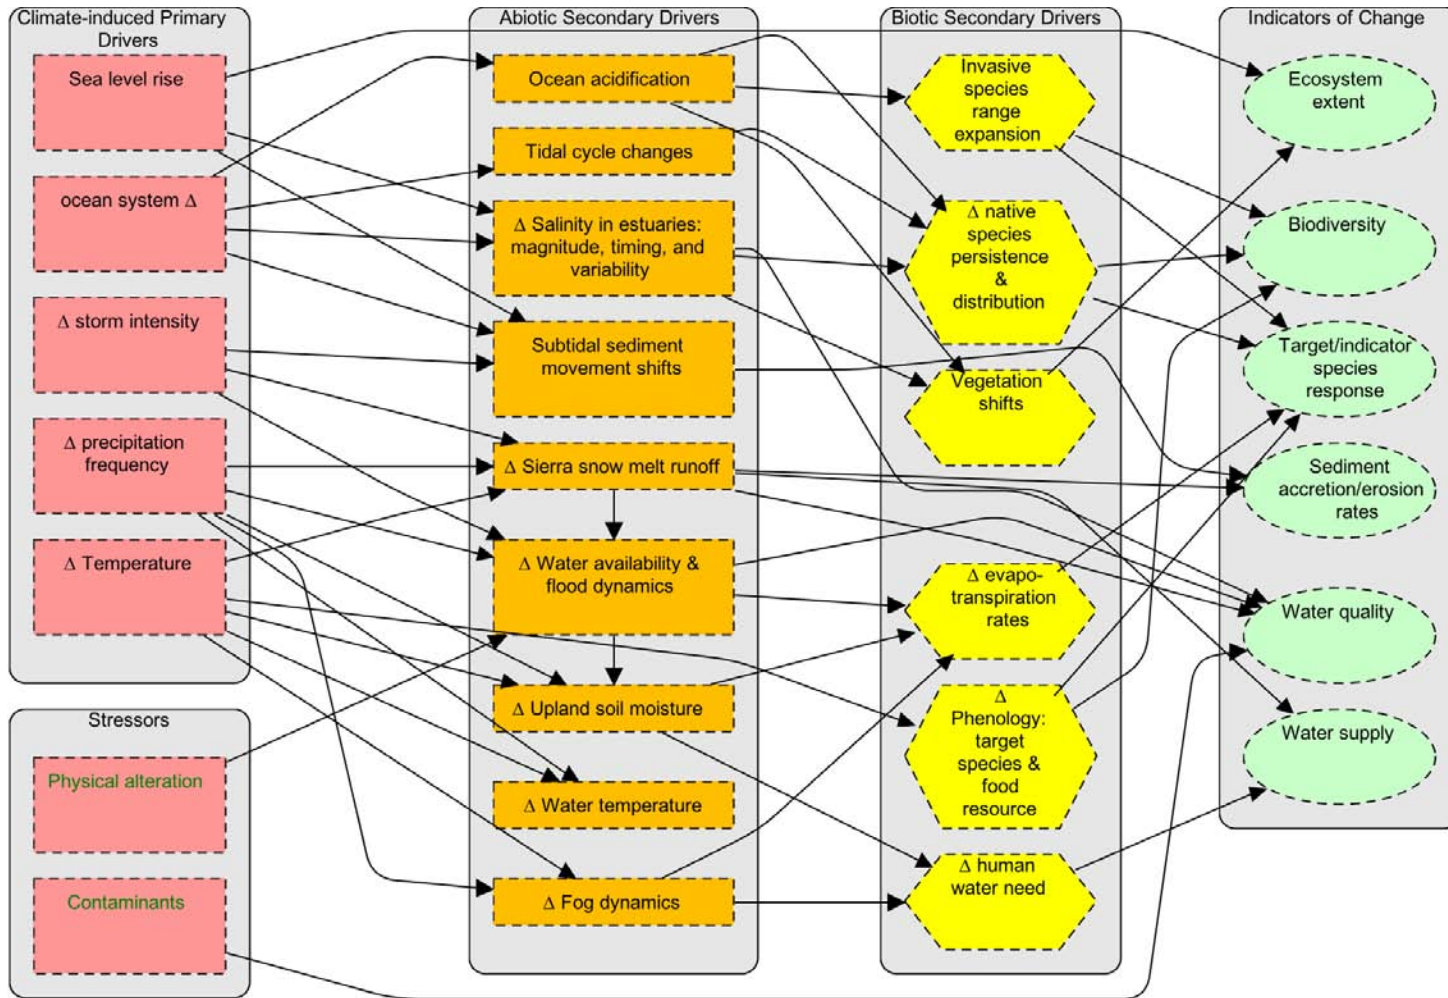 Climate-induced Primary
Drivers
Sea level rise
ocean system Δ
Δ storm intensity
Δ precipitation
frequency
Δ Temperature
Stressors
Physical alteration
Contaminants
Abiotic Secondary Drivers
Ocean acidification
Tidal cycle changes
Δ Salinity in estuaries:
magnitude, timing, and
variability
Subtidal sediment
movement shifts
Δ Sierra snow melt runoff
Δ Water availability &
flood dynamics
Δ Upland soil moisture
Δ Water temperature
Δ Fog dynamics
Biotic Secondary Drivers
Invasive
species
range
expansion
Δ native
species
persistence
&
distribution
Vegetation
shifts
Δ evapo-
transpiration
rates
Δ
Phenology:
target
species &
food
resource
Δ human
water need
Indicators of Change
Ecosystem
extent
Biodiversity
Target/indicator
species
response
Sediment
accretion/erosion
rates
Water quality
Water supply